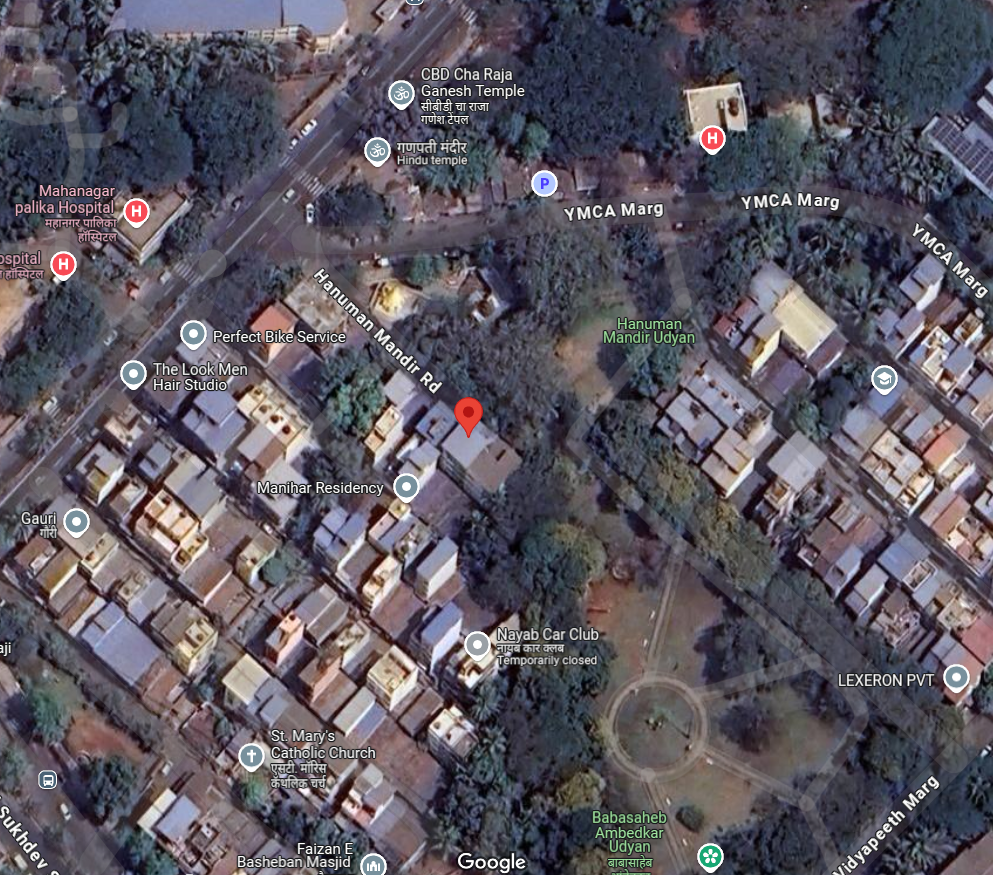 CBD Cha Raja
Ganesh Temple
सीबीडी चा राजा
गणेश टेंपल
गणपती मंदीर
Hindu temple
H
P
YMCA Marg
YMCA Marg
YMCA Marg
Mahanagar
palika Hospital
महानगर पालिका
हॉस्पिटल
H
ospital
हॉस्पिटल
H
Hanuman Mandir Rd
Perfect Bike Service
Hanuman
Mandir Udyan
The Look Men
Hair Studio
Manihar Residency
Gauri
गौरी
Nayab Car Club
नायब कार क्लब
Temporarily closed
aji
LEXERON PVT
St. Mary's
Catholic Church
एसटी. मॉरिस
कॅथलिक चर्च
Sukhdev
Vidyapeeth Marg
Babasaheb
Ambedkar
Udyan
बाबासाहेब
Faizan E
Basheban Masjid
Google